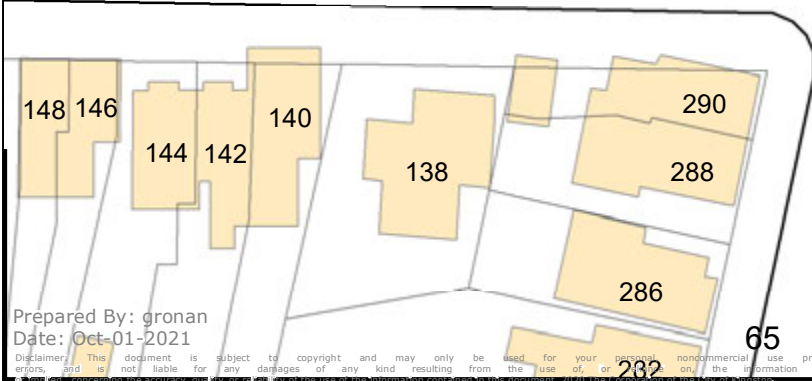 148 146
140
144 142
290
138
288
286
Prepared By: gronan
Date: Oct-01-2021
65
Disclaimer: This document is subject to copyright and may only be used for your personal noncommercial use
errors, and is not liable for any damages of any kind resulting from the use of, or reliance on, the information
282